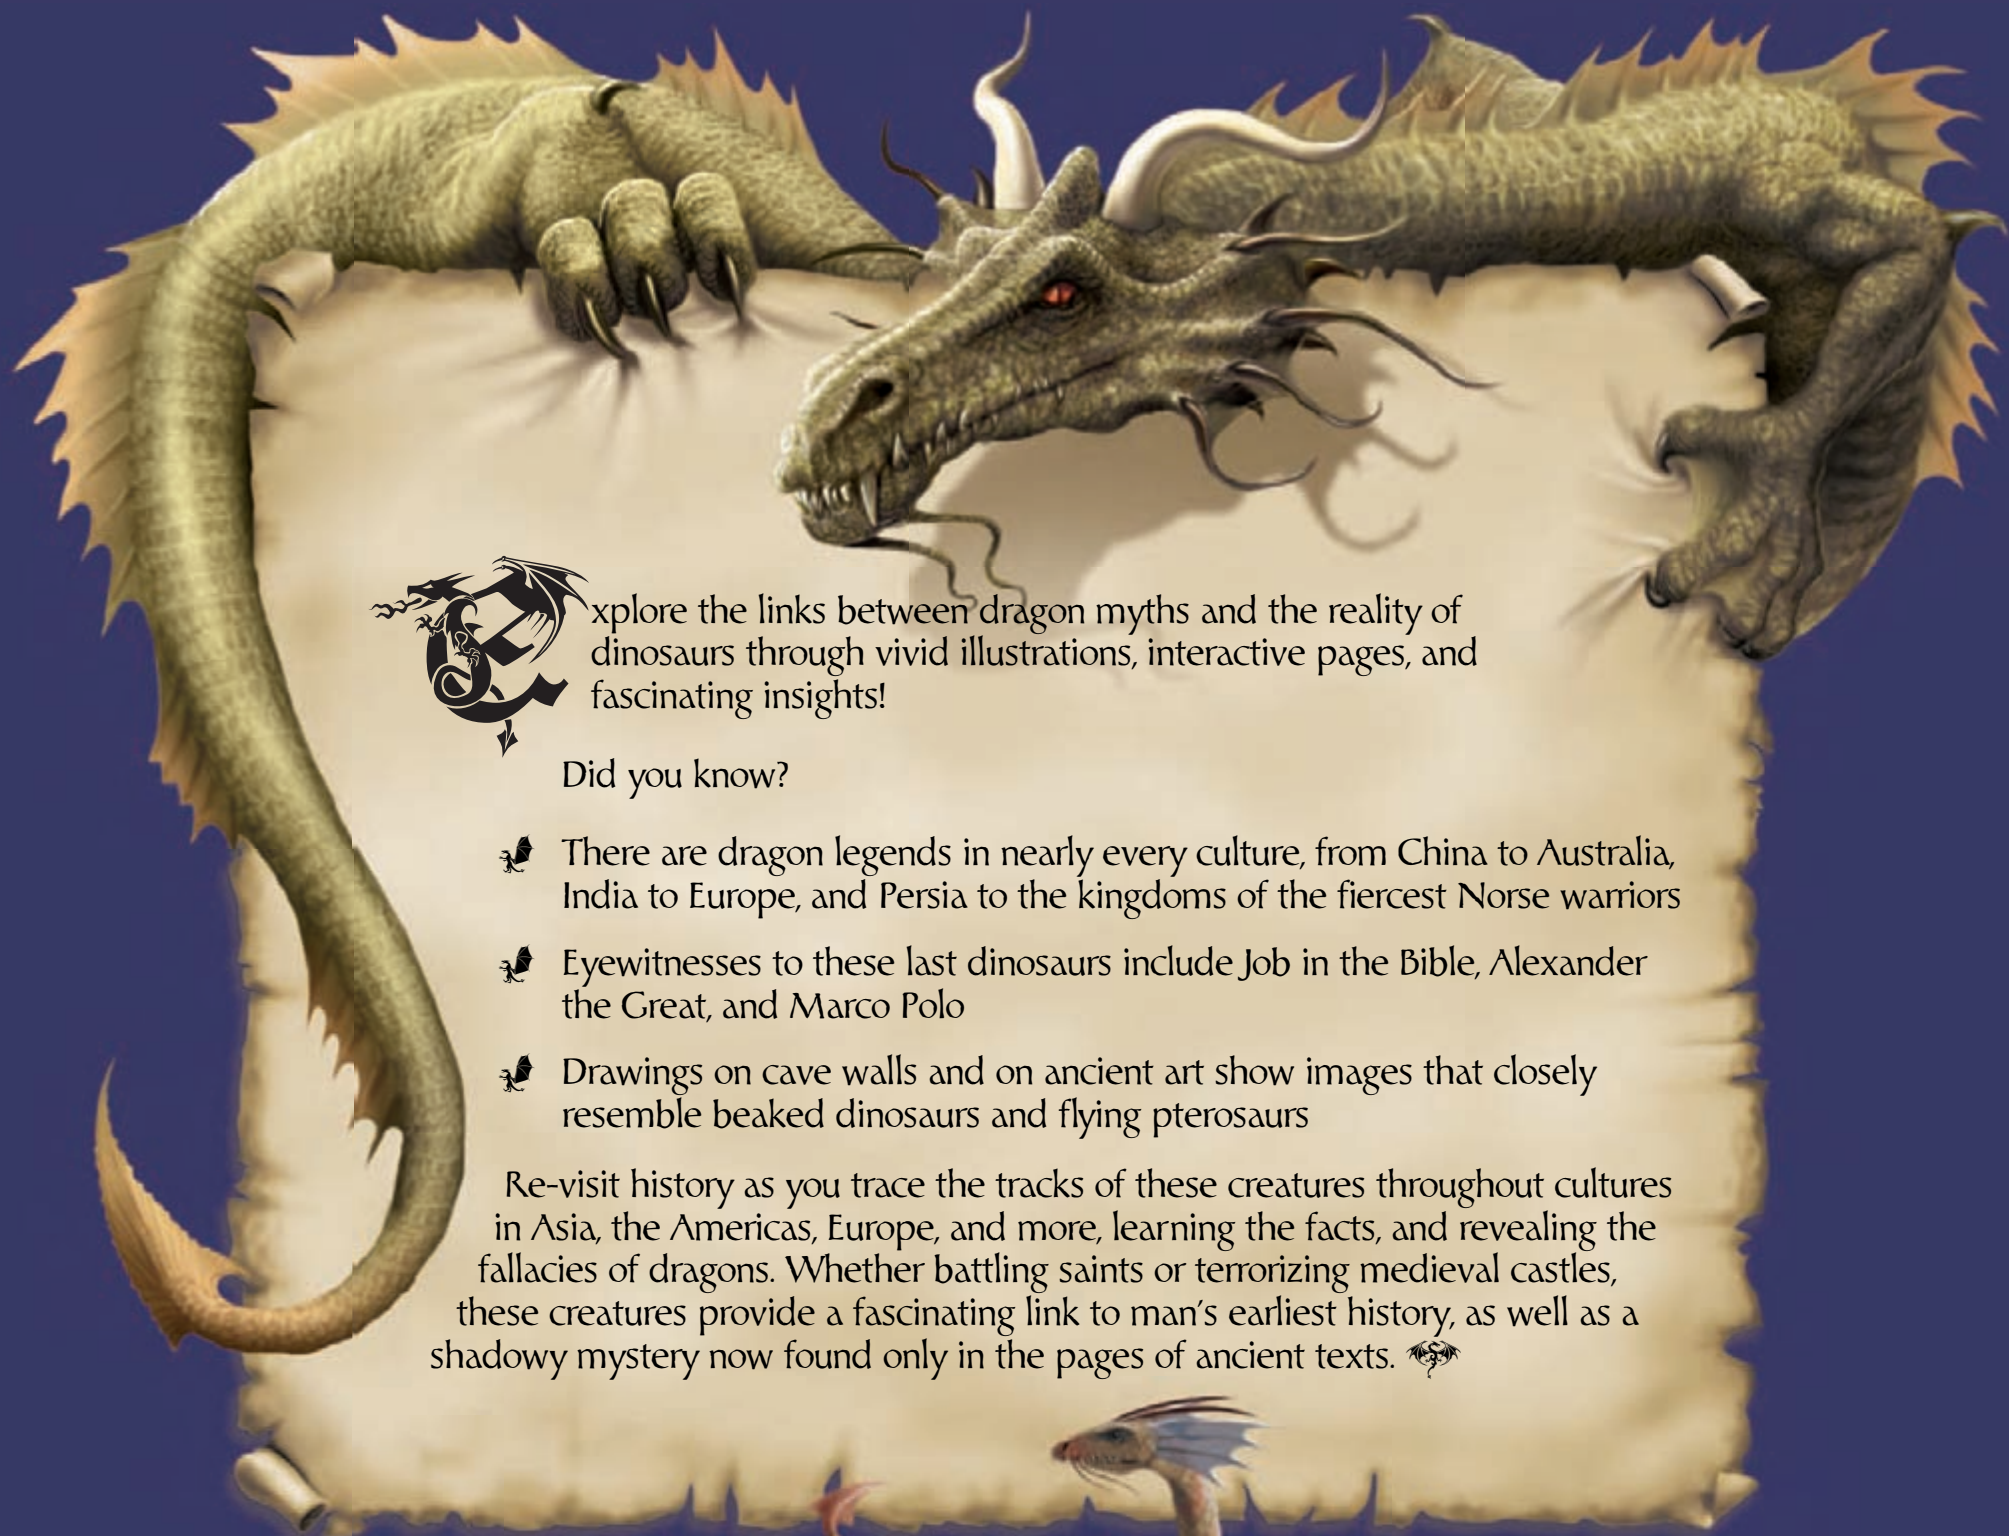 Explore the links between dragon myths and the reality of
dinosaurs through vivid illustrations, interactive pages, and
fascinating insights!
Did you know?
There are dragon legends in nearly every culture, from China to Australia,
India to Europe, and Persia to the kingdoms of the fiercest Norse warriors
Eyewitnesses to these last dinosaurs include Job in the Bible, Alexander
the Great, and Marco Polo
Drawings on cave walls and on ancient art show images that closely
resemble beaked dinosaurs and flying pterosaurs
Re-visit history as you trace the tracks of these creatures throughout cultures
in Asia, the Americas, Europe, and more, learning the facts, and revealing the
fallacies of dragons. Whether battling saints or terrorizing medieval castles,
these creatures provide a fascinating link to man's earliest history, as well as a
shadowy mystery now found only in the pages of ancient texts.